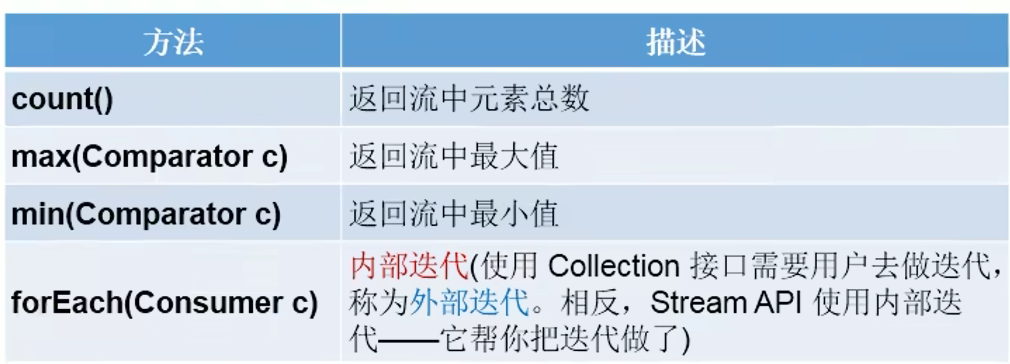 方法 描述
count() 返回流中元素总数
max(Comparator c) 返回流中最大值
min(Comparator c) 返回流中最小值
forEach(Consumer c) 内部迭代(使用 Collection 接口需要用户去做迭代，
称为外部迭代。相反，Stream API 使用内部迭
代——它帮你把迭代做了)